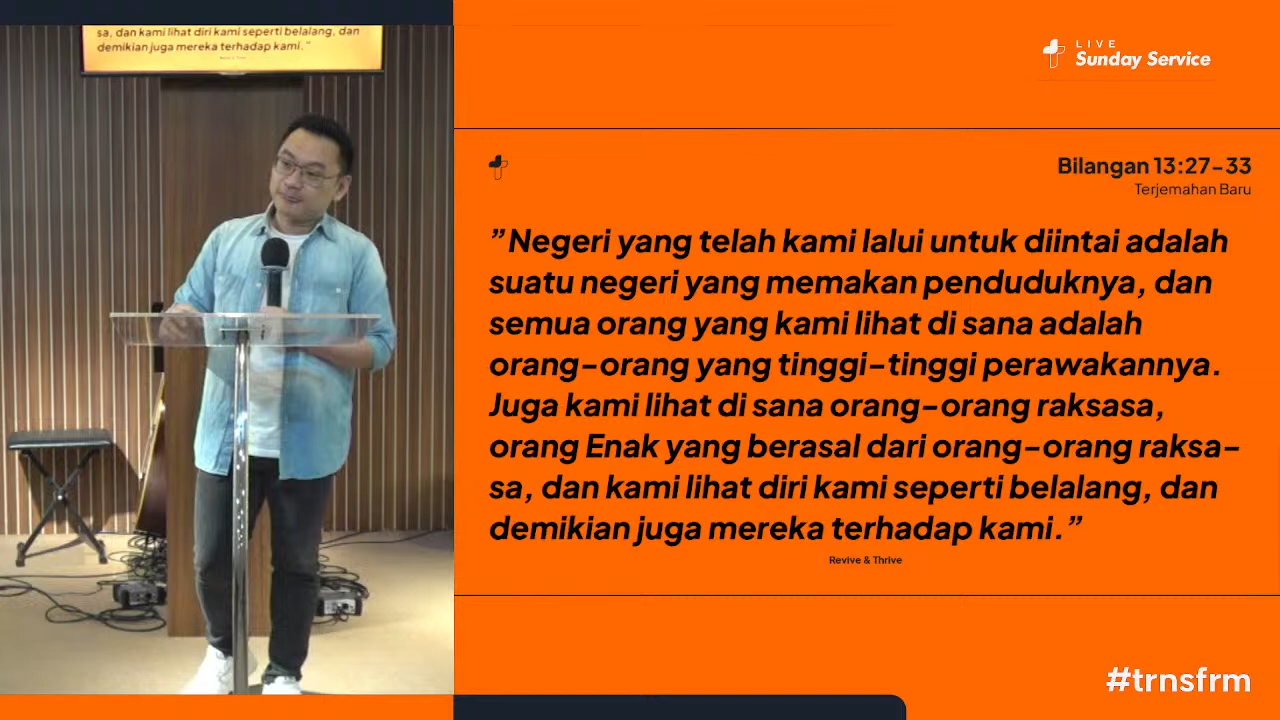 sa, dan kami lihat diri kami seperti belalang, dan
demikian juga mereka terhadap kami.”
LIVE
Sunday Service
Bilangan 13:27-33
Terjemahan Baru
”Negeri yang telah kami lalui untuk diintai adalah
suatu negeri yang memakan penduduknya, dan
semua orang yang kami lihat di sana adalah
orang-orang yang tinggi-tinggi perawakannya.
Juga kami lihat di sana orang-orang raksasa,
orang Enak yang berasal dari orang-orang raksa-
sa, dan kami lihat diri kami seperti belalang, dan
demikian juga mereka terhadap kami.”
Revive & Thrive
#trnsfrm